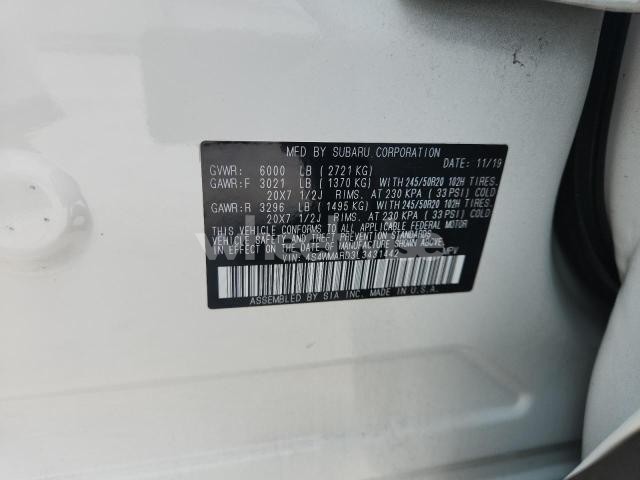 MFD BY SUBARU CORPORATION
DATE: 11/19
GVWR: 6000 LB (2721 KG)
GAWR:F 3021 LB (1370 KG) WITH 245/50R20 102H TIRES.
20X7 1/2J RIMS. AT 230 KPA (33 PSI) COLD
GAWR:R 3296 LB (1495 KG) WITH 245/50R20 102H TIRES.
20X7 1/2J RIMS. AT 230 KPA (33 PSI) COLD
THIS VEHICLE CONFORMS TO ALL APPLICABLE FEDERAL MOTOR
VEHICLE SAFETY AND THEFT PREVENTION STANDARDS
IN EFFECT ON THE DATE OF MANUFACTURE SHOWN ABOVE.
VIN: MPV
ASSEMBLED BY SIA INC. MADE IN U.S.A.